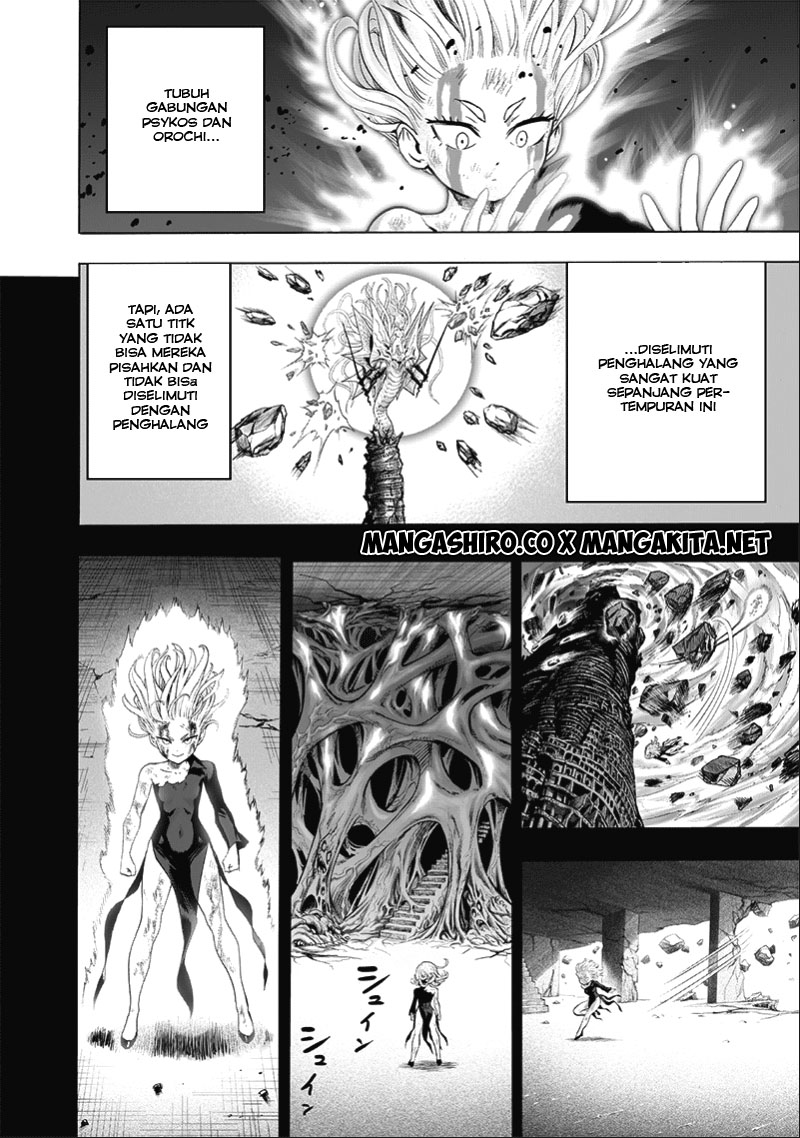 TUBUH
GABUNGAN
PSYKOS DAN
OROCHI...
...DISELIMUTI
PENGHALANG YANG
SANGAT KUAT
SEPANJANG PER-
TEMPURAN INI
TAPI, ADA
SATU TITK
YANG TIDAK
BISA MEREKA
PISAHKAN DAN
TIDAK BISa
DISELIMUTI
DENGAN
PENGHALANG
MANGASHIRO.CO X MANGAKITA.NET
シュイン
シュイン